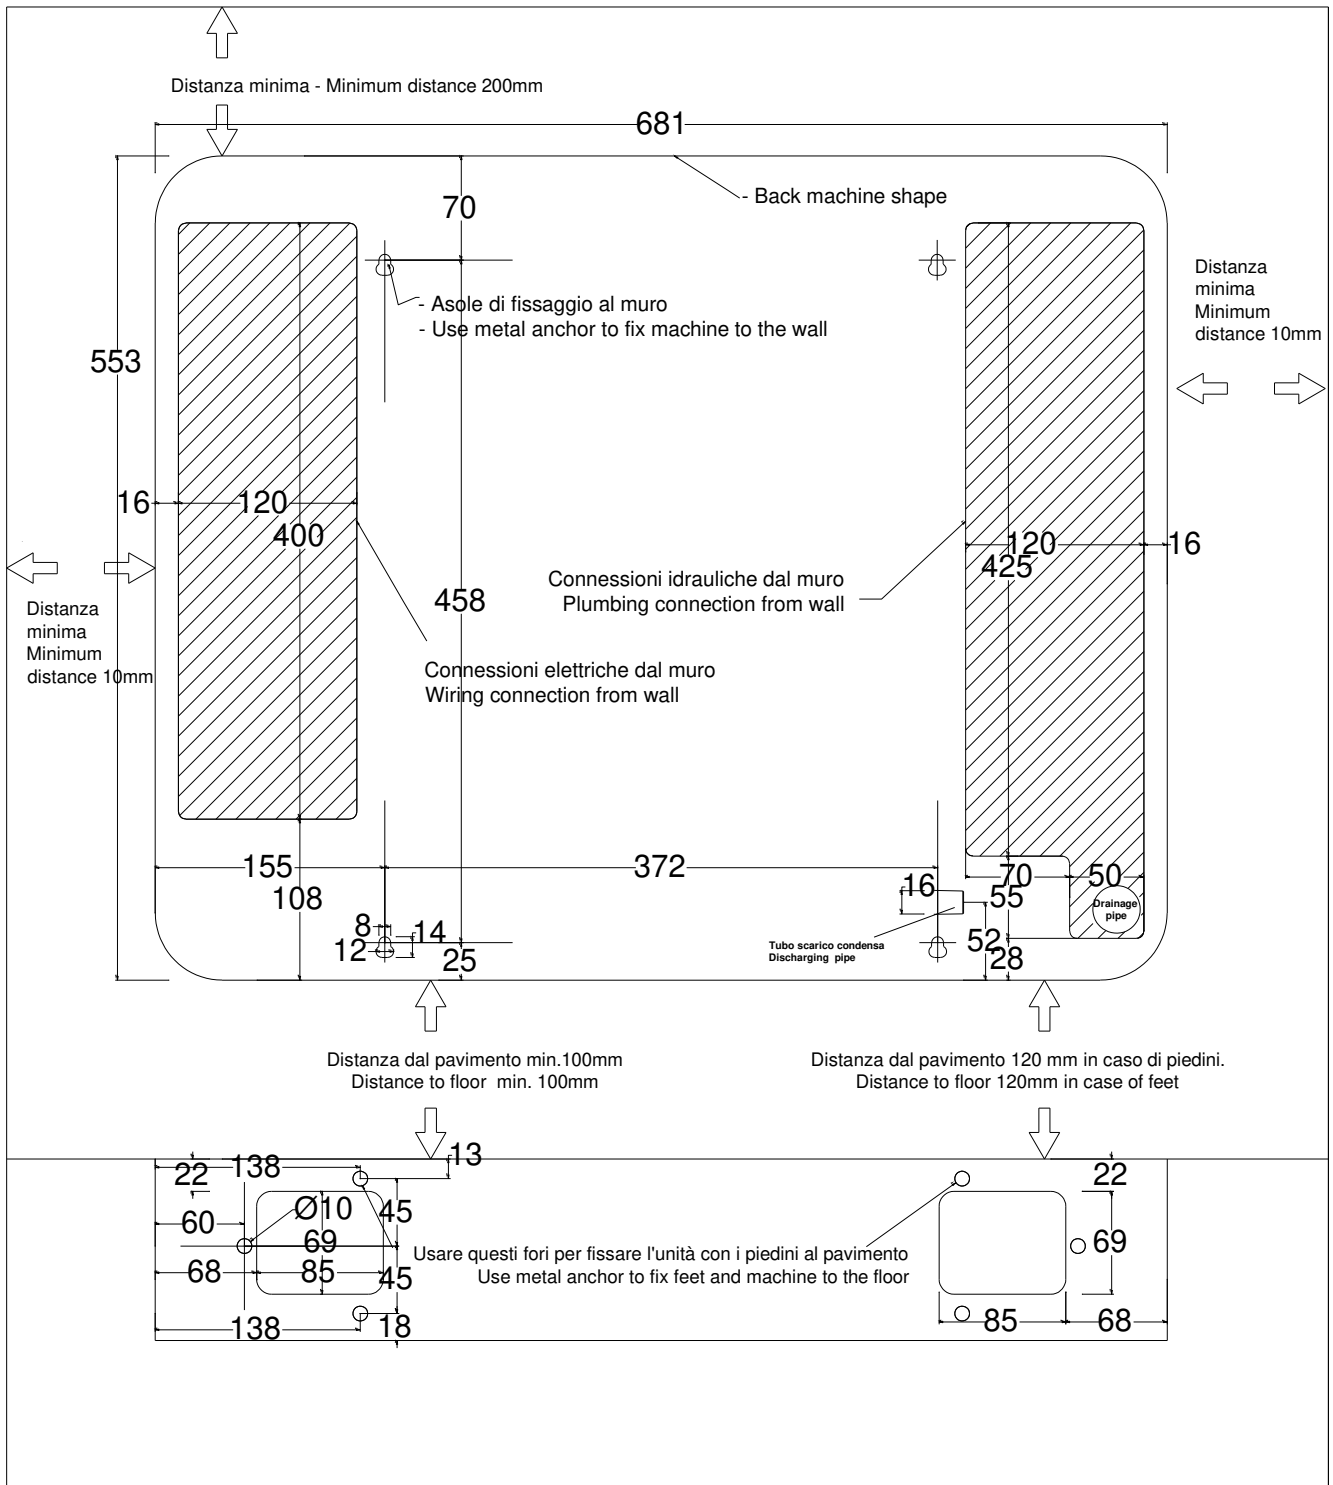 Distanza minima - Minimum distance 200mm
681
- Back machine shape
70
Distanza
minima
Minimum
distance 10mm
- Asole di fissaggio al muro
- Use metal anchor to fix machine to the wall
553
16
120
400
120
16
425
Connessioni idrauliche dal muro
Plumbing connection from wall
458
Distanza
minima
Minimum
distance 10mm
Connessioni elettriche dal muro
Wiring connection from wall
155
372
108
16
70
50
55
Drainage
pipe
8
14
12
25
Tubo scarico condensa
Discharging pipe
52
28
Distanza dal pavimento min.100mm
Distance to floor min. 100mm
Distanza dal pavimento 120 mm in caso di piedini.
Distance to floor 120mm in case of feet
13
22
138
22
60
Ø10
45
69
69
Usare questi fori per fissare l'unità con i piedini al pavimento
Use metal anchor to fix feet and machine to the floor
68
85
45
138
18
85
68